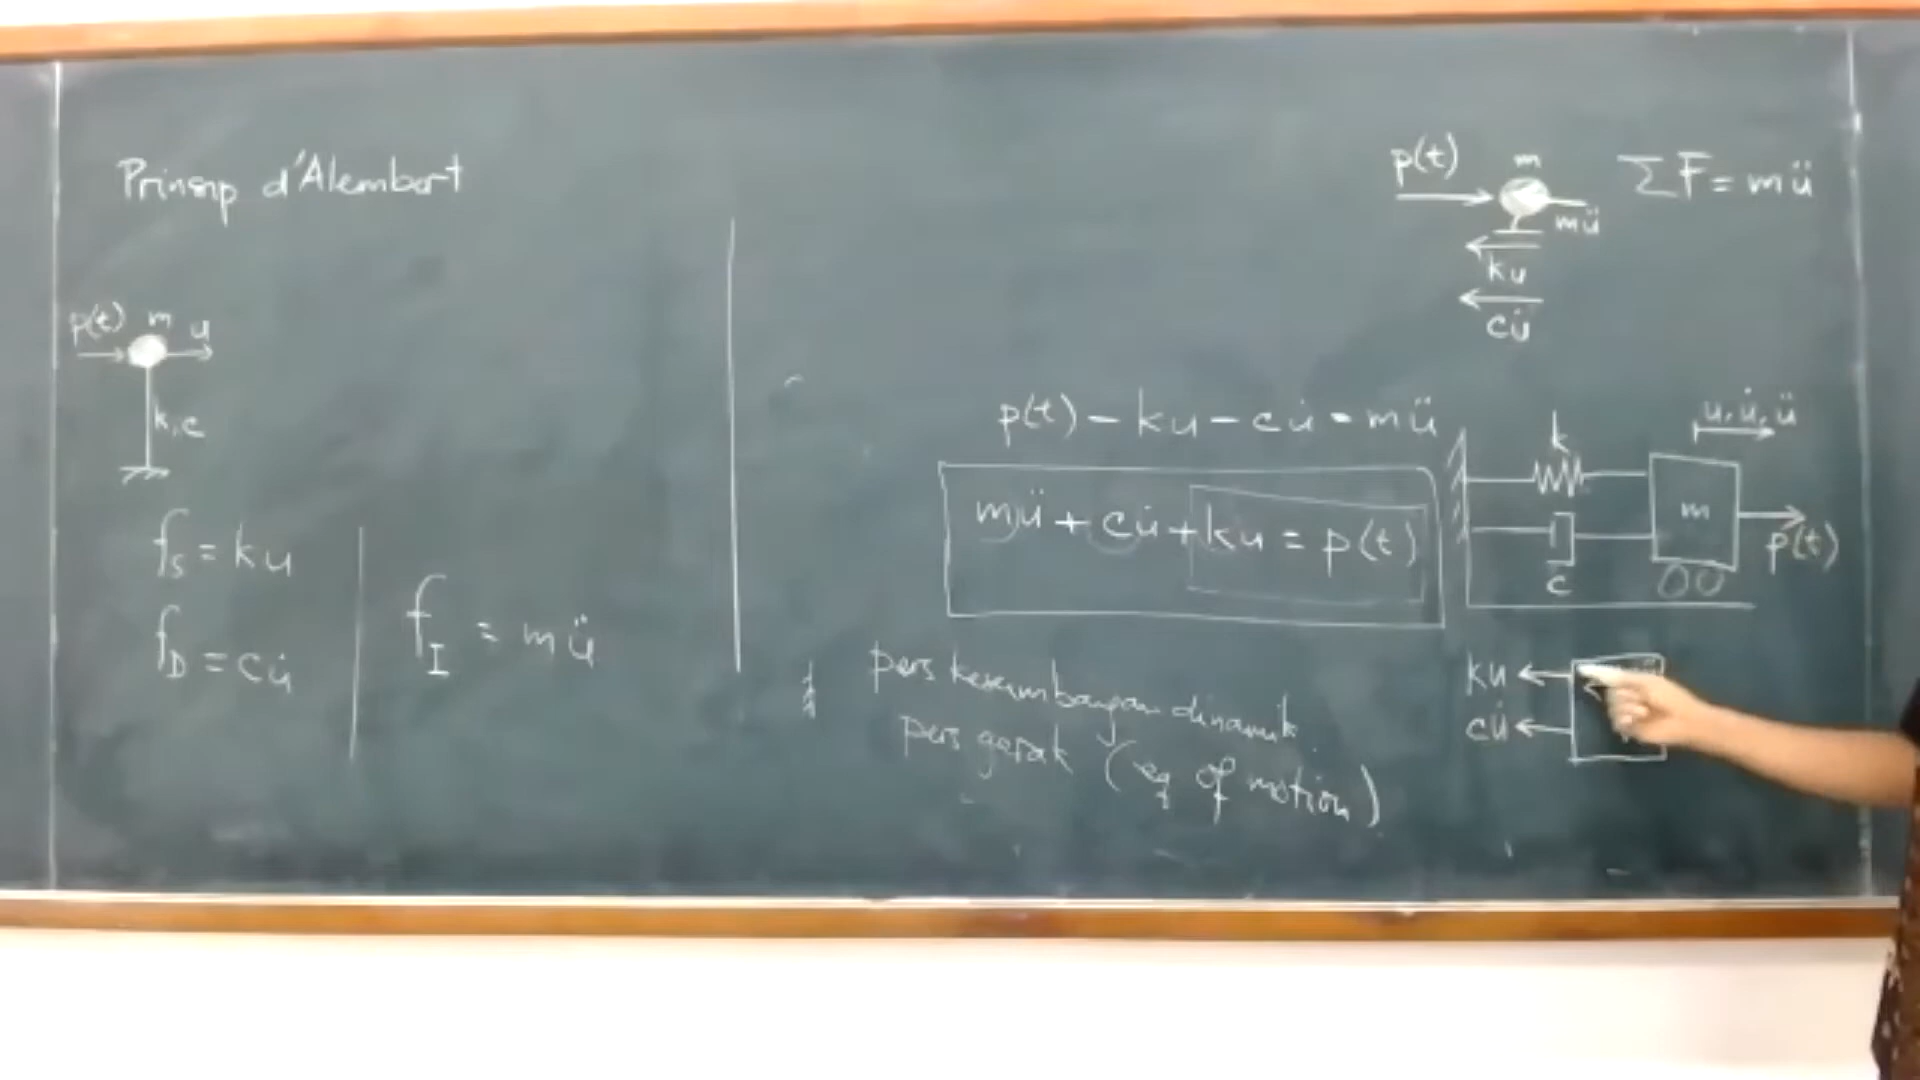 Prinsip d'Alembert
p(t) m u
k, c
fS = ku
fD = cu̇
fI = mü
p(t) m ΣF = mü
mü
ku
cu̇
p(t) - ku - cu̇ = mü
mü + cu̇ + ku = p(t)
pers keseimbangan dinamik.
pers gerak (eq of motion)
k u, u̇, ü
m
c p(t)
ku
cu̇